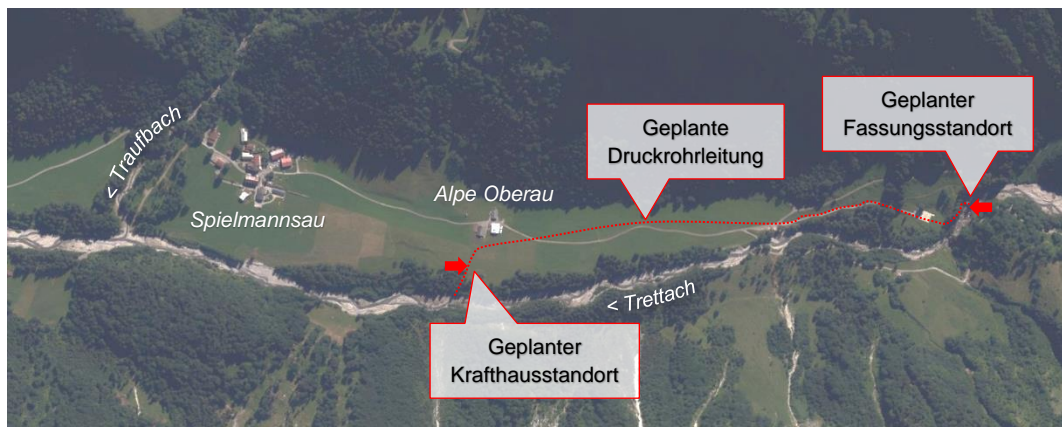 Geplanter
Fassungsstandort
Geplante
Druckrohrleitung
< Traufbach
Alpe Oberau
Spielmannsau
< Trettach
Geplanter
Krafthausstandort